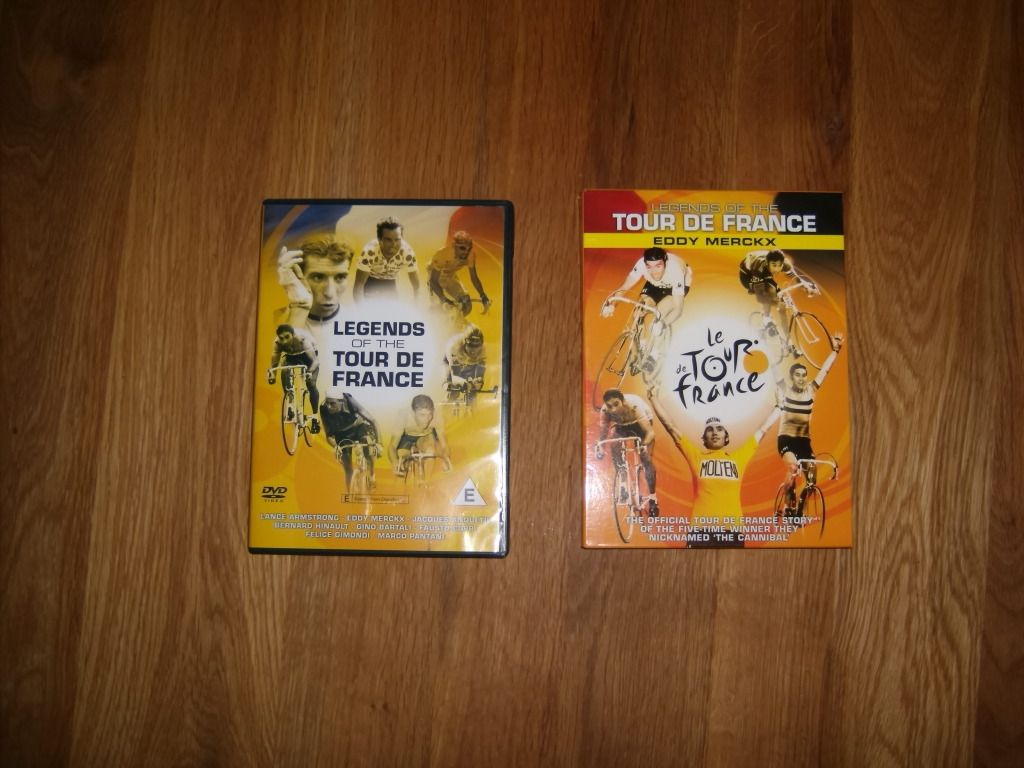 LEGENDS
OF THE
TOUR DE
FRANCE
DVD
VIDEO
E
E
LANCE ARMSTRONG - EDDY MERCKX - JACQUES ANQUETIL
BERNARD HINAULT - GINO BARTALI - FAUSTO COPPI
FELICE GIMONDI - MARCO PANTANI
LEGENDS OF THE
TOUR DE FRANCE
EDDY MERCKX
Le
de TOUR
france
MOLTENI
THE OFFICIAL TOUR DE FRANCE STORY
OF THE FIVE-TIME WINNER THEY
NICKNAMED 'THE CANNIBAL'